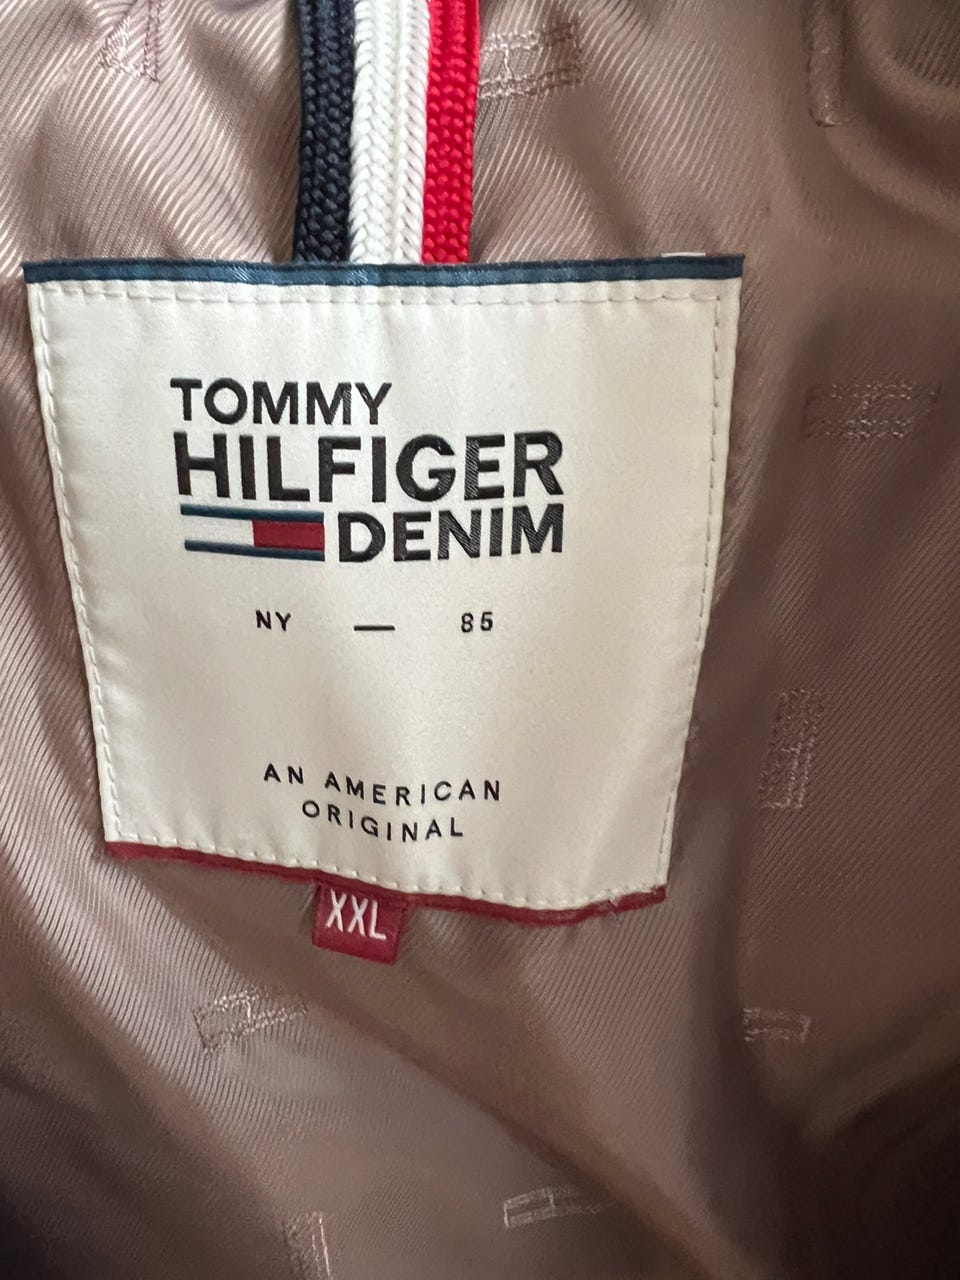 TOMMY
HILFIGER
DENIM
NY — 85
AN AMERICAN
ORIGINAL
XXL